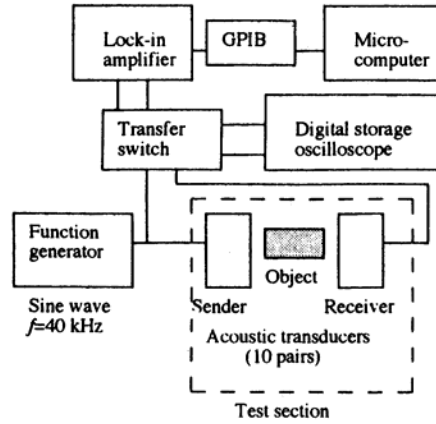 Lock-in
amplifier
GPIB
Micro-
computer
Transfer
switch
Digital storage
oscilloscope
Function
generator
Object
Sender
Receiver
Sine wave
f=40 kHz
Acoustic transducers
(10 pairs)
Test section